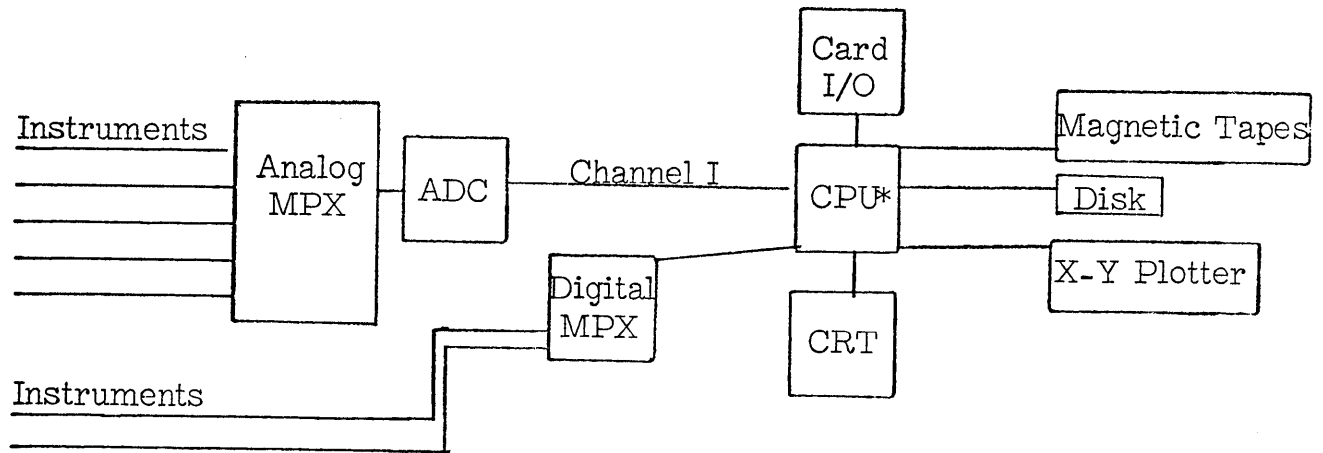 Card
I/O
Instruments
Analog
MPX
ADC
Channel I
CPU*
Magnetic Tapes
Disk
X-Y Plotter
Digital
MPX
CRT
Instruments